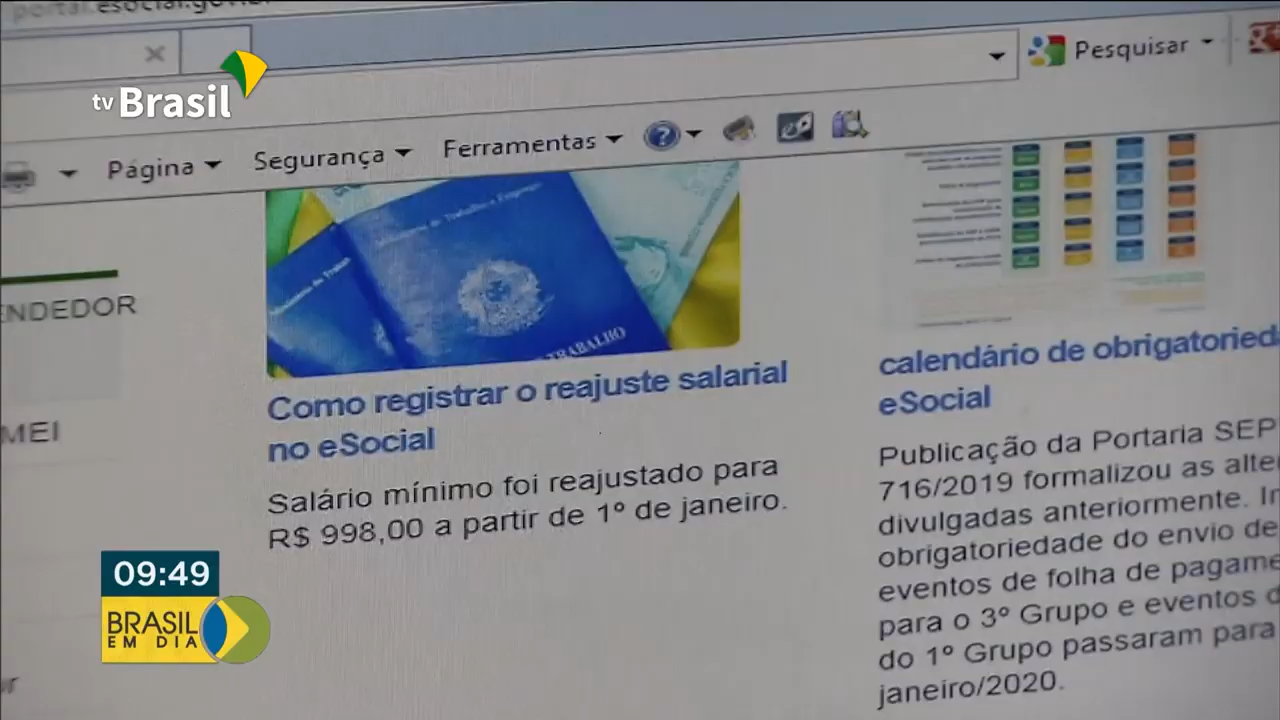 portal.esocial.gov.b
tv Brasil
Pesquisar
Página
Segurança
Ferramentas
TRABALHO
ENDEDOR
MEI
Como registrar o reajuste salarial
no eSocial
Salário mínimo foi reajustado para
R$ 998,00 a partir de 1º de janeiro.
calendário de obrigatoried
eSocial
Publicação da Portaria SEP
716/2019 formalizou as alte
divulgadas anteriormente. I
obrigatoriedade do envio de
eventos de folha de pagame
para o 3º Grupo e eventos d
do 1º Grupo passaram para
janeiro/2020.
09:49
BRASIL
EM DIA